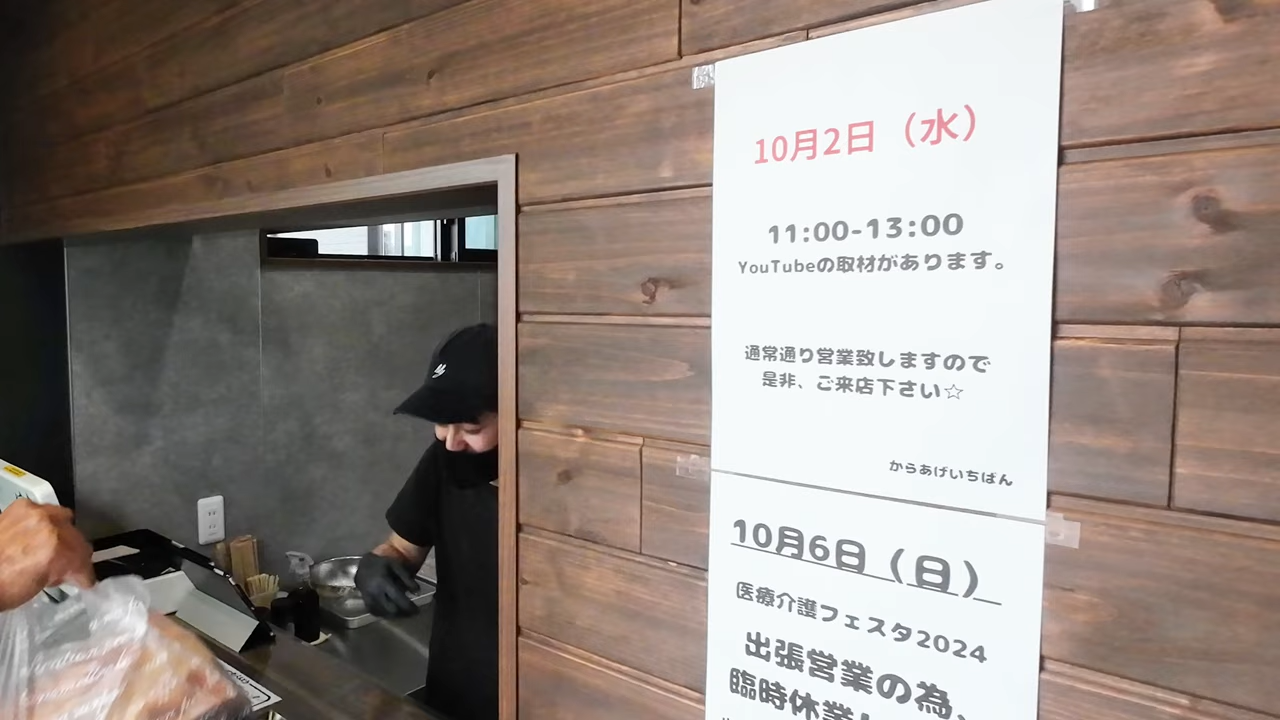 10月2日（水）
11:00-13:00
YouTubeの取材があります。
通常通り営業致しますので
是非、ご来店下さい☆
からあげいちばん
10月6日（日）
医療介護フェスタ2024
出張営業の為、
臨時休業